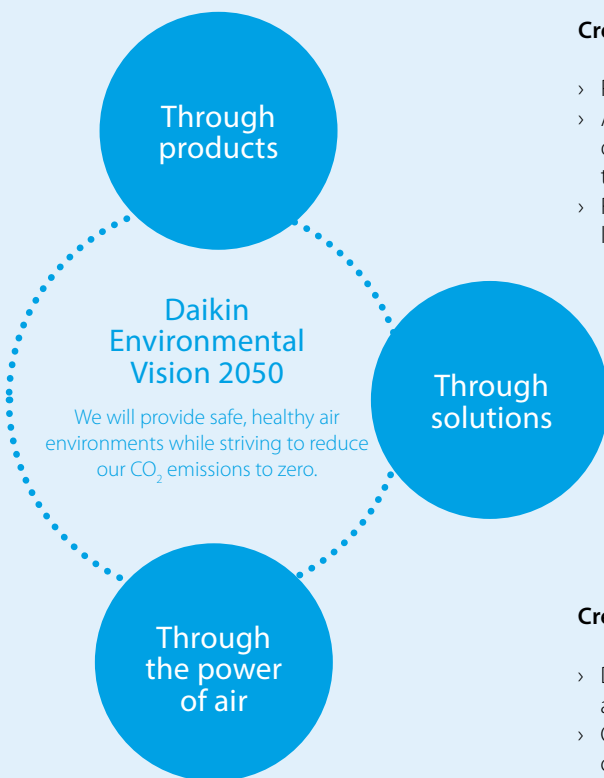 Through
products
Daikin
Environmental
Vision 2050
We will provide safe, healthy air
environments while striving to reduce
our CO₂ emissions to zero.
Through
solutions
Through
the power
of air